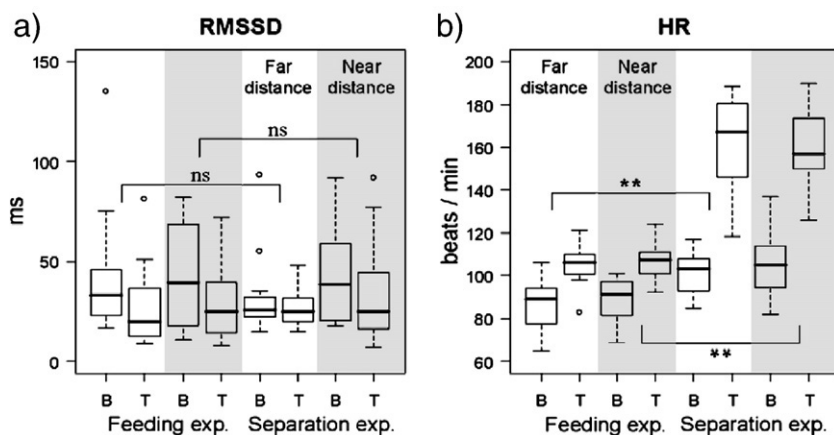 a) RMSSD
150
100
50
0
ms
Far distance
Near distance
ns
ns
B T B T B T B T
Feeding exp. Separation exp.
b) HR
200
180
160
140
120
100
80
60
beats / min
Far distance
Near distance
**
**
B T B T B T B T
Feeding exp. Separation exp.